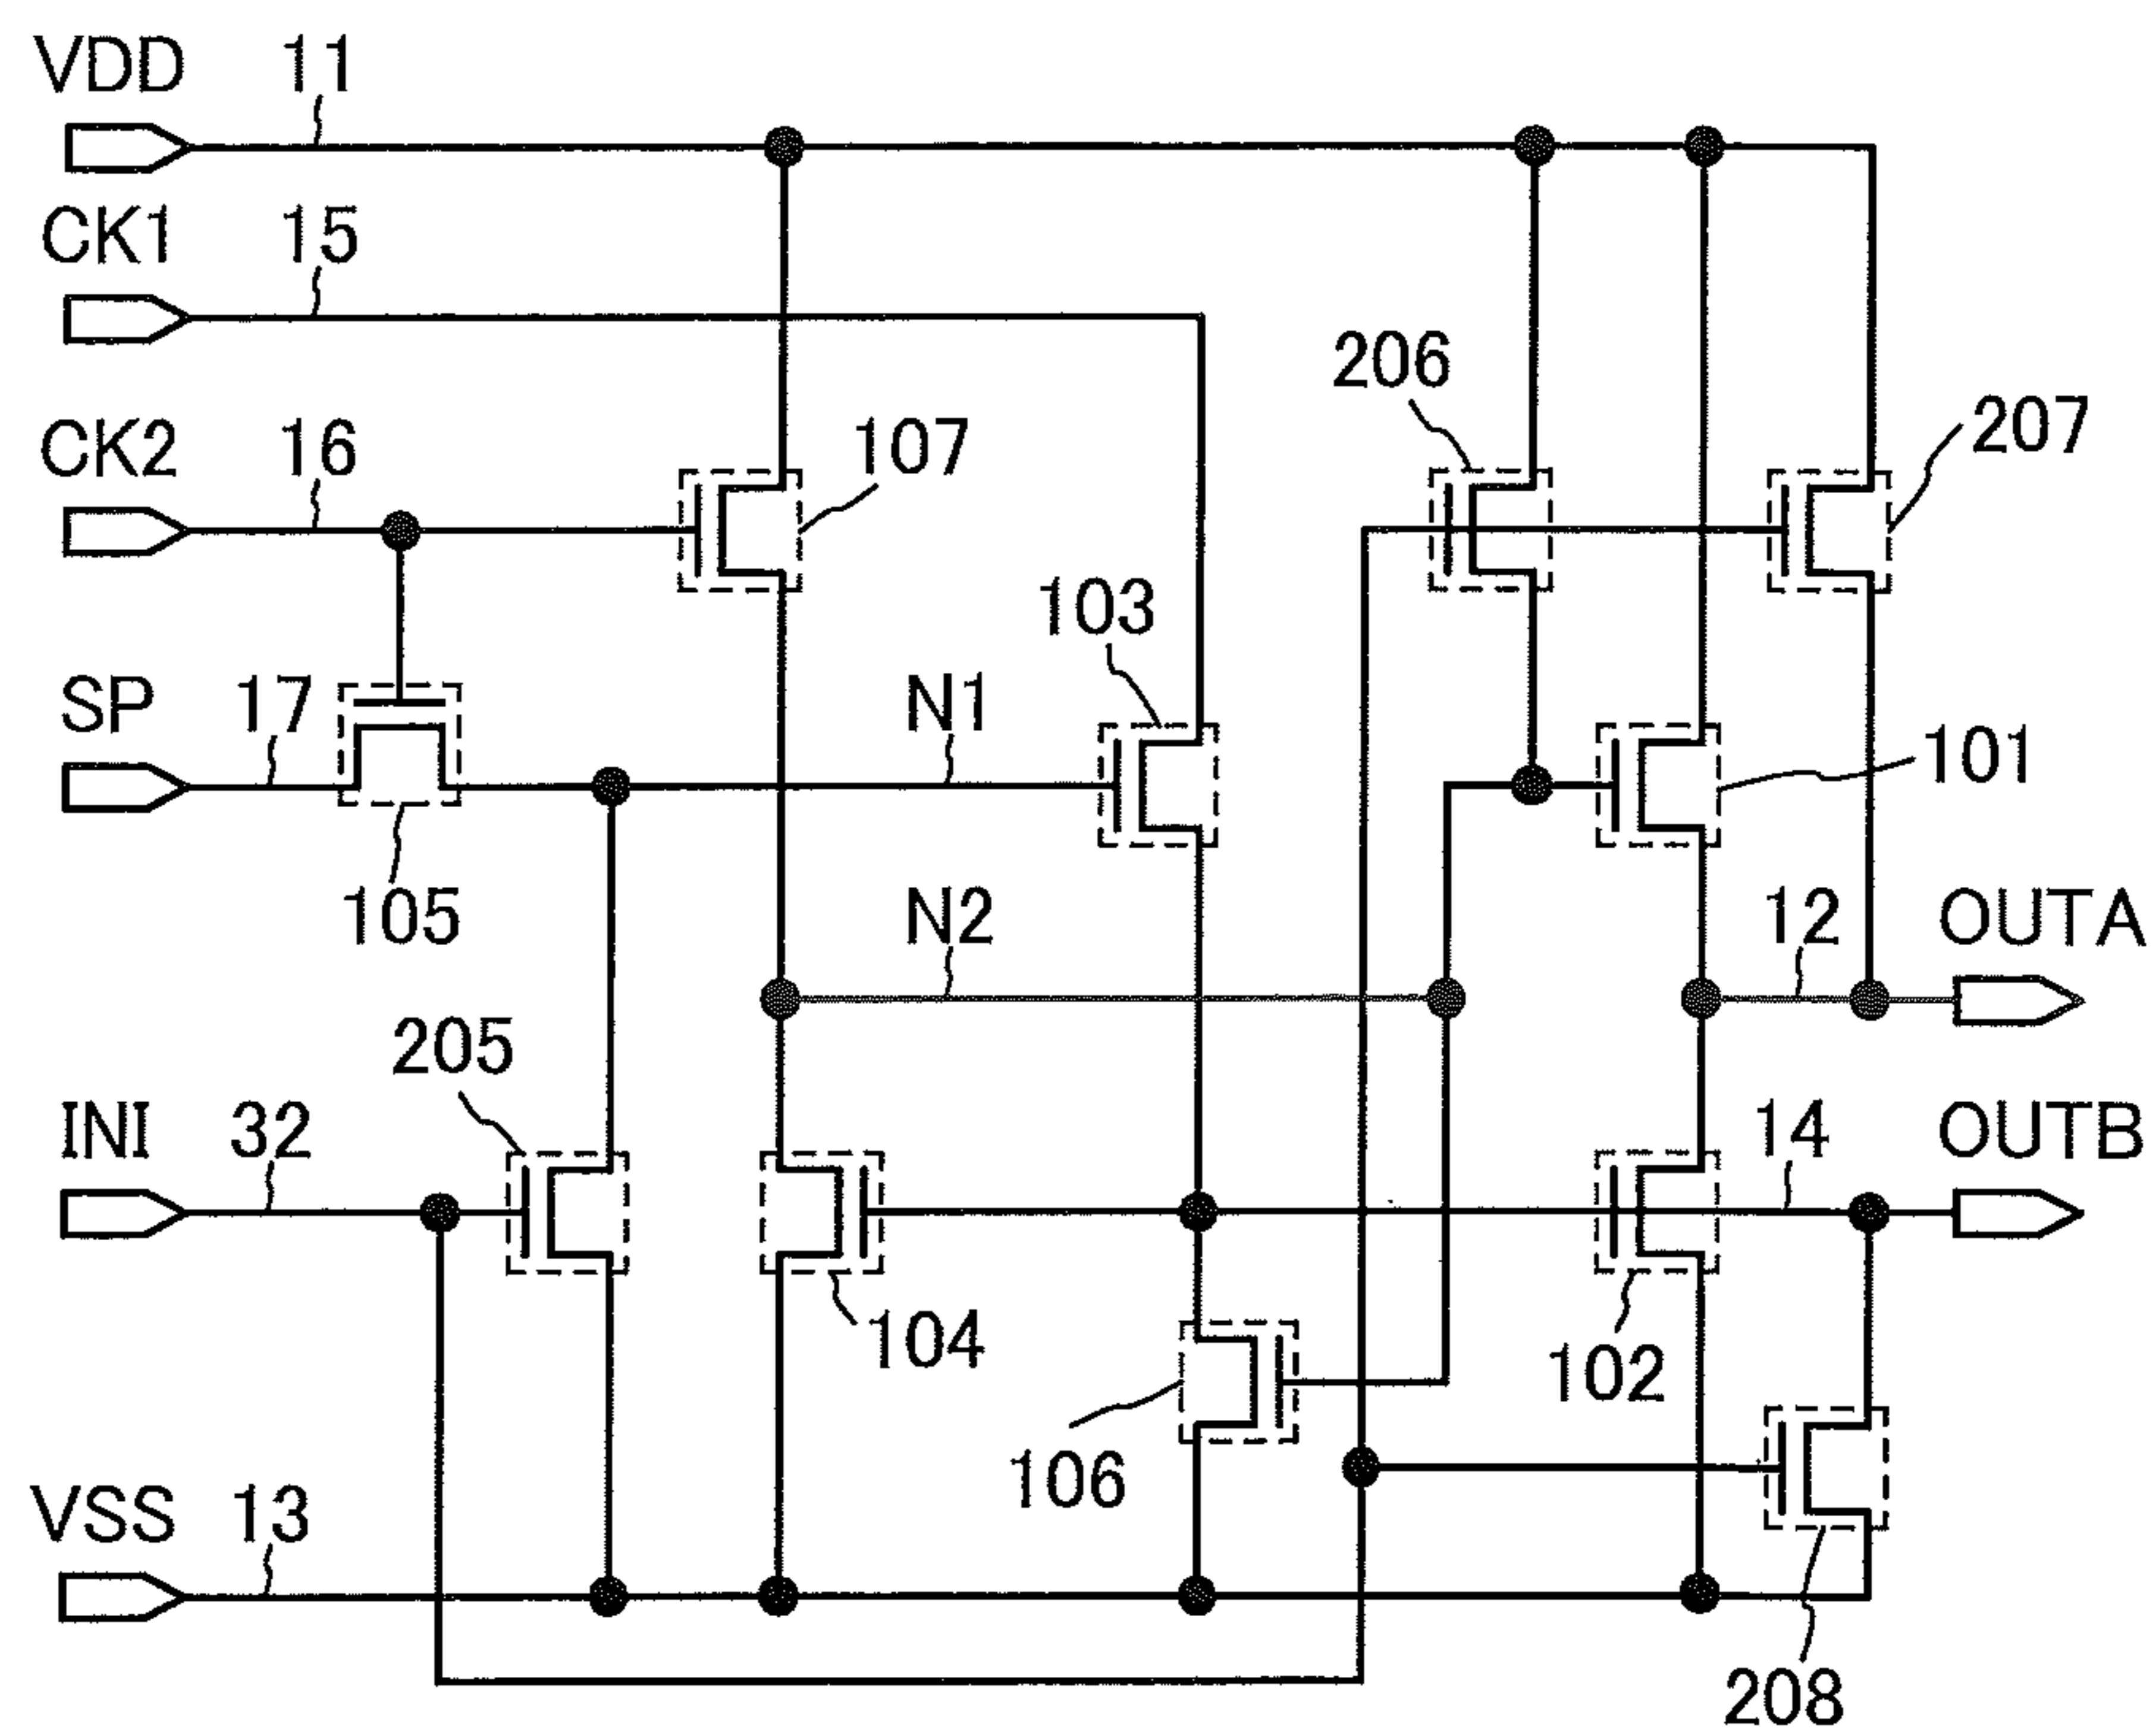 VDD 11
CK1 15
206
207
CK2 16
107
103
SP 17
N1
101
105
N2
12 OUTA
205
INI 32
14 OUTB
104
102
106
VSS 13
208